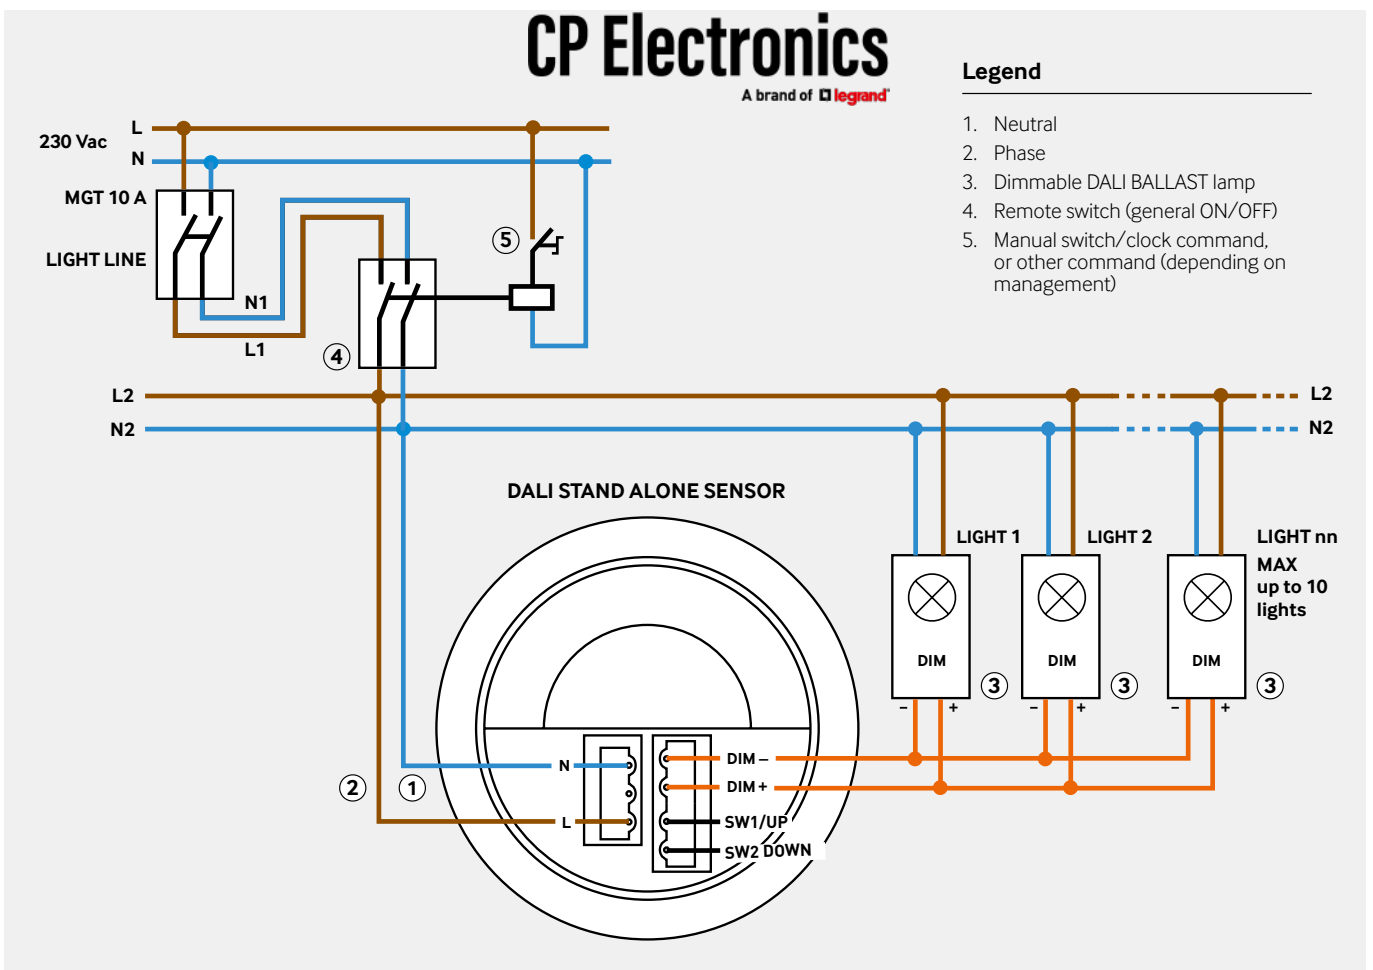 CP Electronics
A brand of legrand
Legend
1. Neutral
2. Phase
3. Dimmable DALI BALLAST lamp
4. Remote switch (general ON/OFF)
5. Manual switch/clock command,
or other command (depending on
management)
230 Vac
L
N
MGT 10 A
LIGHT LINE
N1
L1
5
4
L2
N2
L2
N2
DALI STAND ALONE SENSOR
LIGHT 1
LIGHT 2
LIGHT nn
MAX
up to 10
lights
DIM
DIM
DIM
3
3
3
– +
– +
– +
2
1
N
L
DIM –
DIM +
SW1/UP
SW2 DOWN